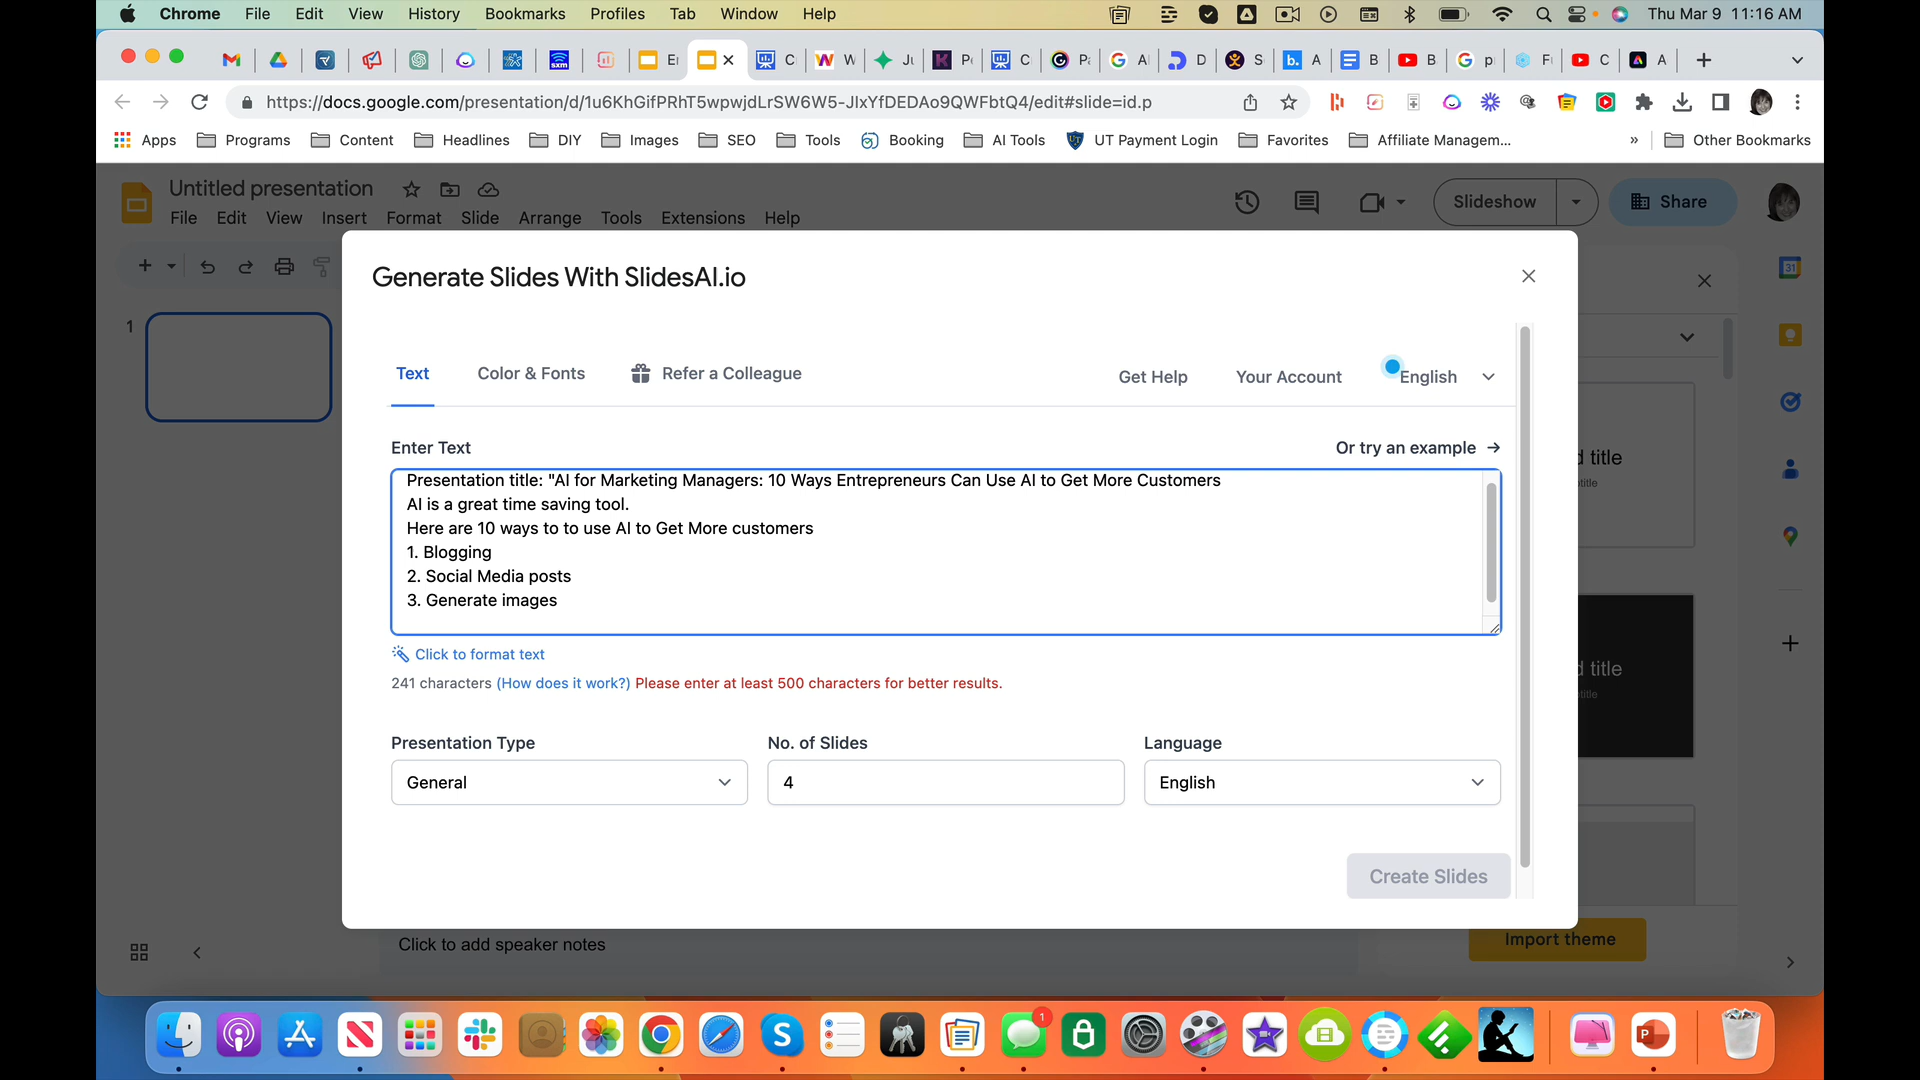 Chrome File Edit View History Bookmarks Profiles Tab Window Help Thu Mar 9 11:16 AM
https://docs.google.com/presentation/d/1u6KhGifPRhT5wpwjdLrSW6W5-JIxYfDEDAo9QWFbtQ4/edit#slide=id.p
Apps Programs Content Headlines DIY Images SEO Tools Booking AI Tools UT Payment Login Favorites Affiliate Managem... » Other Bookmarks
Untitled presentation
File Edit View Insert Format Slide Arrange Tools Extensions Help
Slideshow Share
1
Generate Slides With SlidesAI.io
Text Color & Fonts Refer a Colleague Get Help Your Account English
Enter Text Or try an example →
Presentation title: "AI for Marketing Managers: 10 Ways Entrepreneurs Can Use AI to Get More Customers
AI is a great time saving tool.
Here are 10 ways to to use AI to Get More customers
1. Blogging
2. Social Media posts
3. Generate images
Click to format text
241 characters (How does it work?) Please enter at least 500 characters for better results.
Presentation Type No. of Slides Language
General 4 English
Create Slides
Click to add speaker notes
Import theme
d title
title
d title
title
31
1